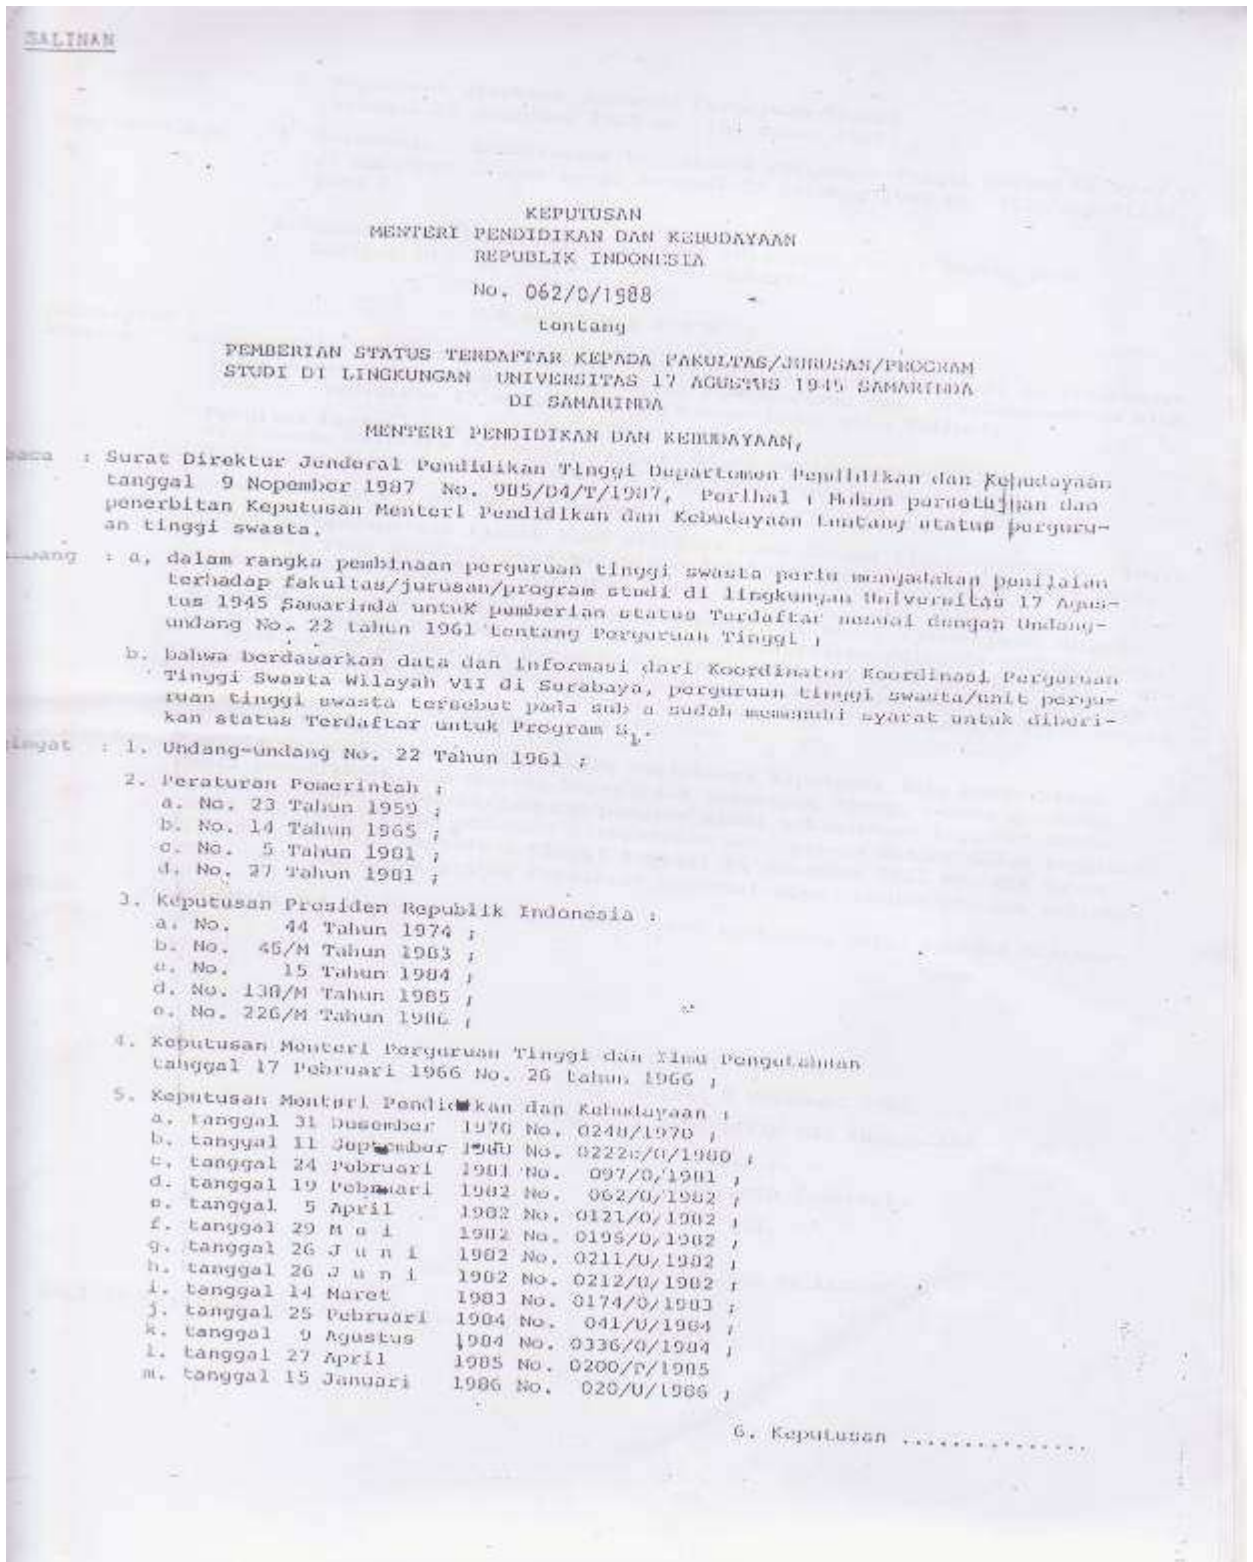 SALINAN
KEPUTUSAN
MENTERI PENDIDIKAN DAN KEBUDAYAAN
REPUBLIK INDONESIA
No. 062/0/1988
tentang
PEMBERIAN STATUS TERDAFTAR KEPADA FAKULTAS/JURUSAN/PROGRAM
STUDI DI LINGKUNGAN UNIVERSITAS 17 AGUSTUS 1945 SAMARINDA
DI SAMARINDA
MENTERI PENDIDIKAN DAN KEBUDAYAAN,
baca : Surat Direktur Jenderal Pendidikan Tinggi Departemen Pendidikan dan Kebudayaan
tanggal 9 Nopember 1987 No. 985/D4/T/1987, Perihal : Mohon persetujuan dan
penerbitan Keputusan Menteri Pendidikan dan Kebudayaan tentang status perguru-
an tinggi swasta.
bang : a. dalam rangka pembinaan perguruan tinggi swasta perlu mengadakan penilaian
terhadap fakultas/jurusan/program studi di lingkungan Universitas 17 Agus-
tus 1945 Samarinda untuk pemberian status Terdaftar sesuai dengan Undang-
undang No. 22 tahun 1961 tentang Perguruan Tinggi ;
b. bahwa berdasarkan data dan informasi dari Koordinator Koordinasi Perguruan
Tinggi Swasta Wilayah VII di Surabaya, perguruan tinggi swasta/unit pergu-
ruan tinggi swasta tersebut pada sub a sudah memenuhi syarat untuk diberi-
kan status Terdaftar untuk Program S1.
ingat : 1. Undang-undang No. 22 Tahun 1961 ;
2. Peraturan Pemerintah :
a. No. 23 Tahun 1959 ;
b. No. 14 Tahun 1965 ;
c. No. 5 Tahun 1981 ;
d. No. 27 Tahun 1981 ;
3. Keputusan Presiden Republik Indonesia :
a. No. 44 Tahun 1974 ;
b. No. 45/M Tahun 1983 ;
c. No. 15 Tahun 1984 ;
d. No. 138/M Tahun 1985 ;
e. No. 226/M Tahun 1986 ;
4. Keputusan Menteri Perguruan Tinggi dan Ilmu Pengetahuan
tanggal 17 Pebruari 1966 No. 26 tahun 1966 ;
5. Keputusan Menteri Pendidikan dan Kebudayaan :
a. tanggal 31 Desember 1970 No. 0248/1970 ;
b. tanggal 11 September 1980 No. 0222c/0/1980 ;
c. tanggal 24 Pebruari 1981 No. 097/0/1981 ;
d. tanggal 19 Pebruari 1982 No. 062/0/1982 ;
e. tanggal 5 April 1982 No. 0121/0/1982 ;
f. tanggal 29 M e i 1982 No. 0195/0/1982 ;
g. tanggal 26 J u n i 1982 No. 0211/U/1982 ;
h. tanggal 26 J u n i 1982 No. 0212/U/1982 ;
i. tanggal 14 Maret 1983 No. 0174/0/1983 ;
j. tanggal 25 Pebruari 1984 No. 041/U/1984 ;
k. tanggal 9 Agustus 1984 No. 0336/0/1984 ;
l. tanggal 27 April 1985 No. 0200/P/1985
m. tanggal 15 Januari 1986 No. 020/U/1986 ;
6. Keputusan ...............